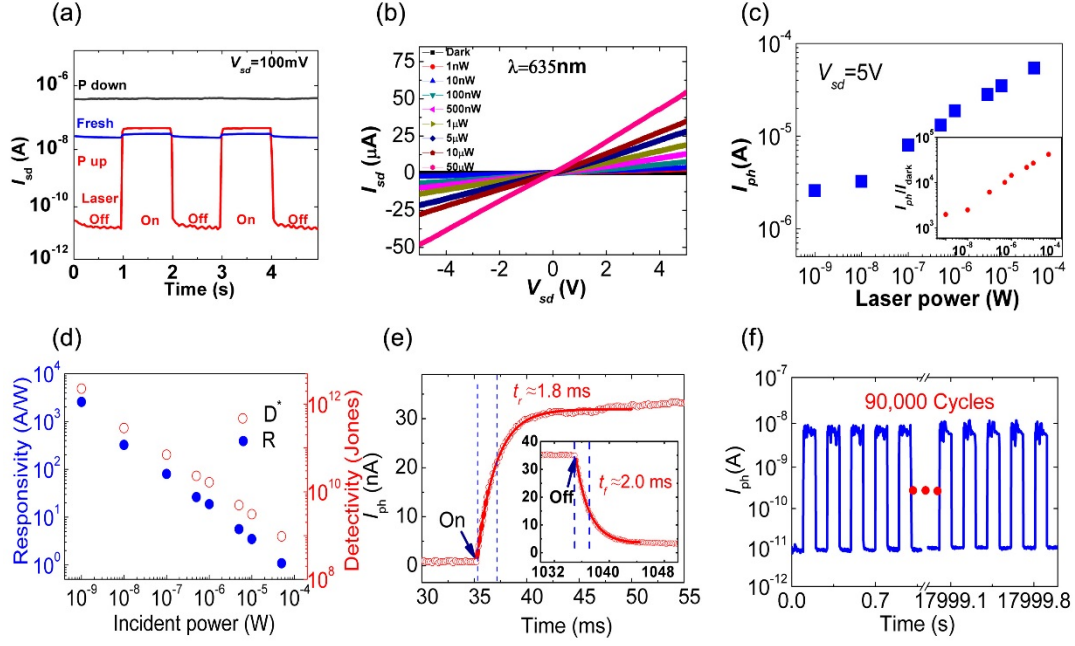 (a)
V_sd=100mV
P down
Fresh
P up
Laser
Off On Off On Off
10^-6
10^-8
10^-10
10^-12
I_sd (A)
0 1 2 3 4
Time (s)
(b)
λ=635nm
Dark
1nW
10nW
100nW
500nW
1μW
5μW
10μW
50uW
50
25
0
-25
-50
I_sd (μA)
-4 -2 0 2 4
V_sd (V)
(c)
V_sd=5V
10^-4
10^-5
10^-6
I_ph(A)
10^-9 10^-8 10^-7 10^-6 10^-5 10^-4
Laser power (W)
10^5
10^4
10^3
I_ph/I_dark
10^-8 10^-6 10^-4
(d)
D*
R
10^4
10^3
10^2
10^1
10^0
Responsivity (A/W)
10^12
10^10
10^8
Detectivity (Jones)
10^-9 10^-8 10^-7 10^-6 10^-5 10^-4
Incident power (W)
(e)
t_r≈1.8 ms
On
30
20
10
0
I_ph (nA)
30 35 40 45 50 55
Time (ms)
Off
t_f≈2.0 ms
40
30
20
10
0
1032 1040 1048
(f)
90,000 Cycles
10^-7
10^-8
10^-9
10^-10
10^-11
10^-12
I_ph(A)
0.0 0.7 17999.1 17999.8
Time (s)